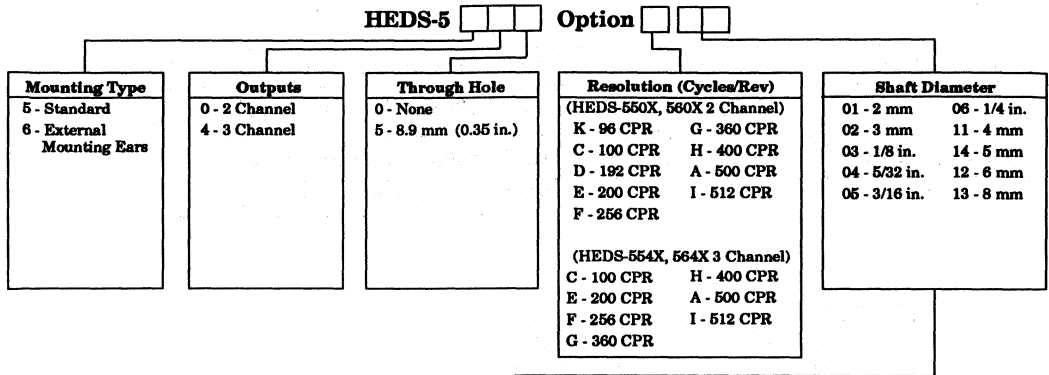 HEDS-5 Option
Mounting Type
5 - Standard
6 - External
Mounting Ears
Outputs
0 - 2 Channel
4 - 3 Channel
Through Hole
0 - None
5 - 8.9 mm (0.35 in.)
Resolution (Cycles/Rev)
(HEDS-550X, 560X 2 Channel)
K - 96 CPR G - 360 CPR
C - 100 CPR H - 400 CPR
D - 192 CPR A - 500 CPR
E - 200 CPR I - 512 CPR
F - 256 CPR
(HEDS-554X, 564X 3 Channel)
C - 100 CPR H - 400 CPR
E - 200 CPR A - 500 CPR
F - 256 CPR I - 512 CPR
G - 360 CPR
Shaft Diameter
01 - 2 mm 06 - 1/4 in.
02 - 3 mm 11 - 4 mm
03 - 1/8 in. 14 - 5 mm
04 - 5/32 in. 12 - 6 mm
05 - 3/16 in. 13 - 8 mm